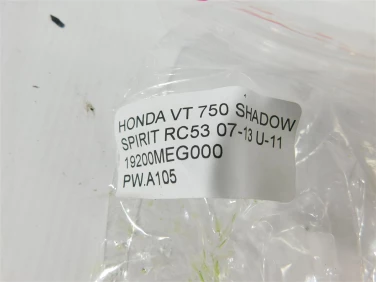 HONDA VT 750 SHADOW
SPIRIT RC53 07-13 U-11
19200MEG000
PW.A105